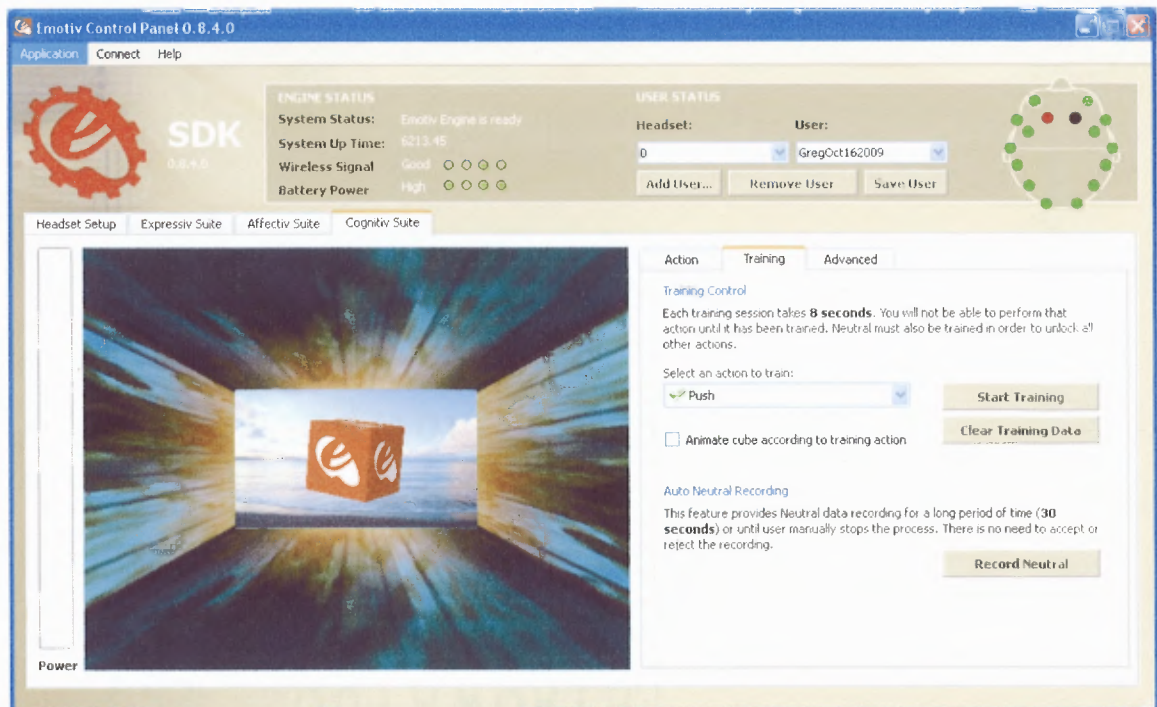 Emotiv Control Panel 0.8.4.0
Application Connect Help
SDK
0.8.4.0
ENGINE STATUS
System Status: Emotiv Engine is ready
System Up Time: 6213.45
Wireless Signal Good
Battery Power High
USER STATUS
Headset: User:
0 GregOct162009
Add User... Remove User Save User
Headset Setup Expressiv Suite Affectiv Suite Cognitiv Suite
Power
Action Training Advanced
Training Control
Each training session takes 8 seconds. You will not be able to perform that
action until it has been trained. Neutral must also be trained in order to unlock all
other actions.
Select an action to train:
Push
Start Training
Animate cube according to training action
Clear Training Data
Auto Neutral Recording
This feature provides Neutral data recording for a long period of time (30
seconds) or until user manually stops the process. There is no need to accept or
reject the recording.
Record Neutral